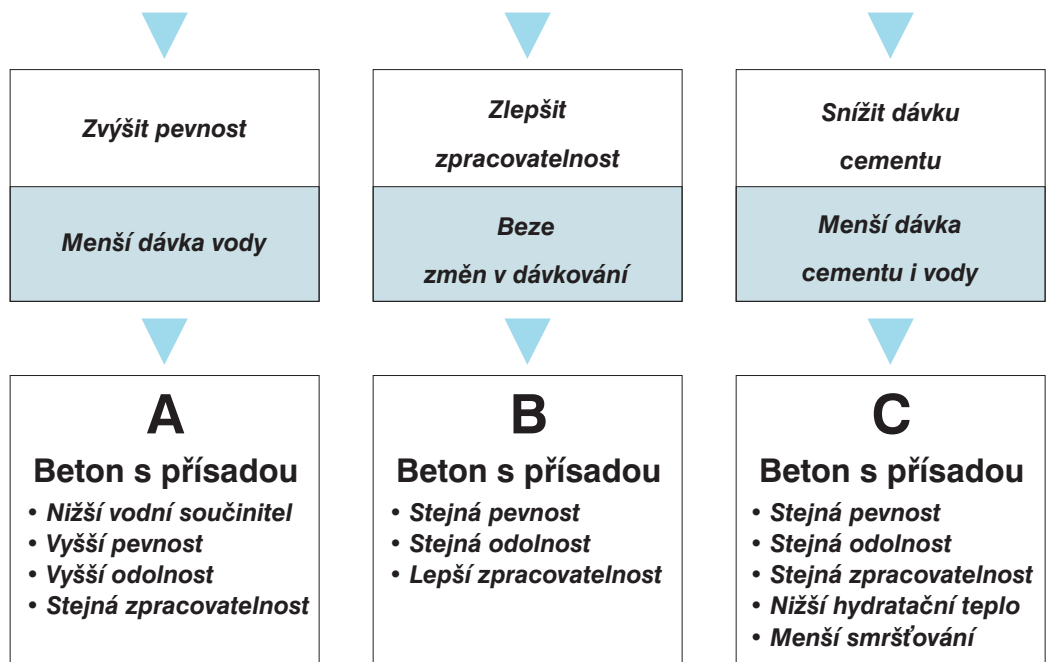 Zvýšit pevnost
Menší dávka vody
Zlepšit
zpracovatelnost
Beze
změn v dávkování
Snížit dávku
cementu
Menší dávka
cementu i vody
A
Beton s přísadou
• Nižší vodní součinitel
• Vyšší pevnost
• Vyšší odolnost
• Stejná zpracovatelnost
B
Beton s přísadou
• Stejná pevnost
• Stejná odolnost
• Lepší zpracovatelnost
C
Beton s přísadou
• Stejná pevnost
• Stejná odolnost
• Stejná zpracovatelnost
• Nižší hydratační teplo
• Menší smršťování